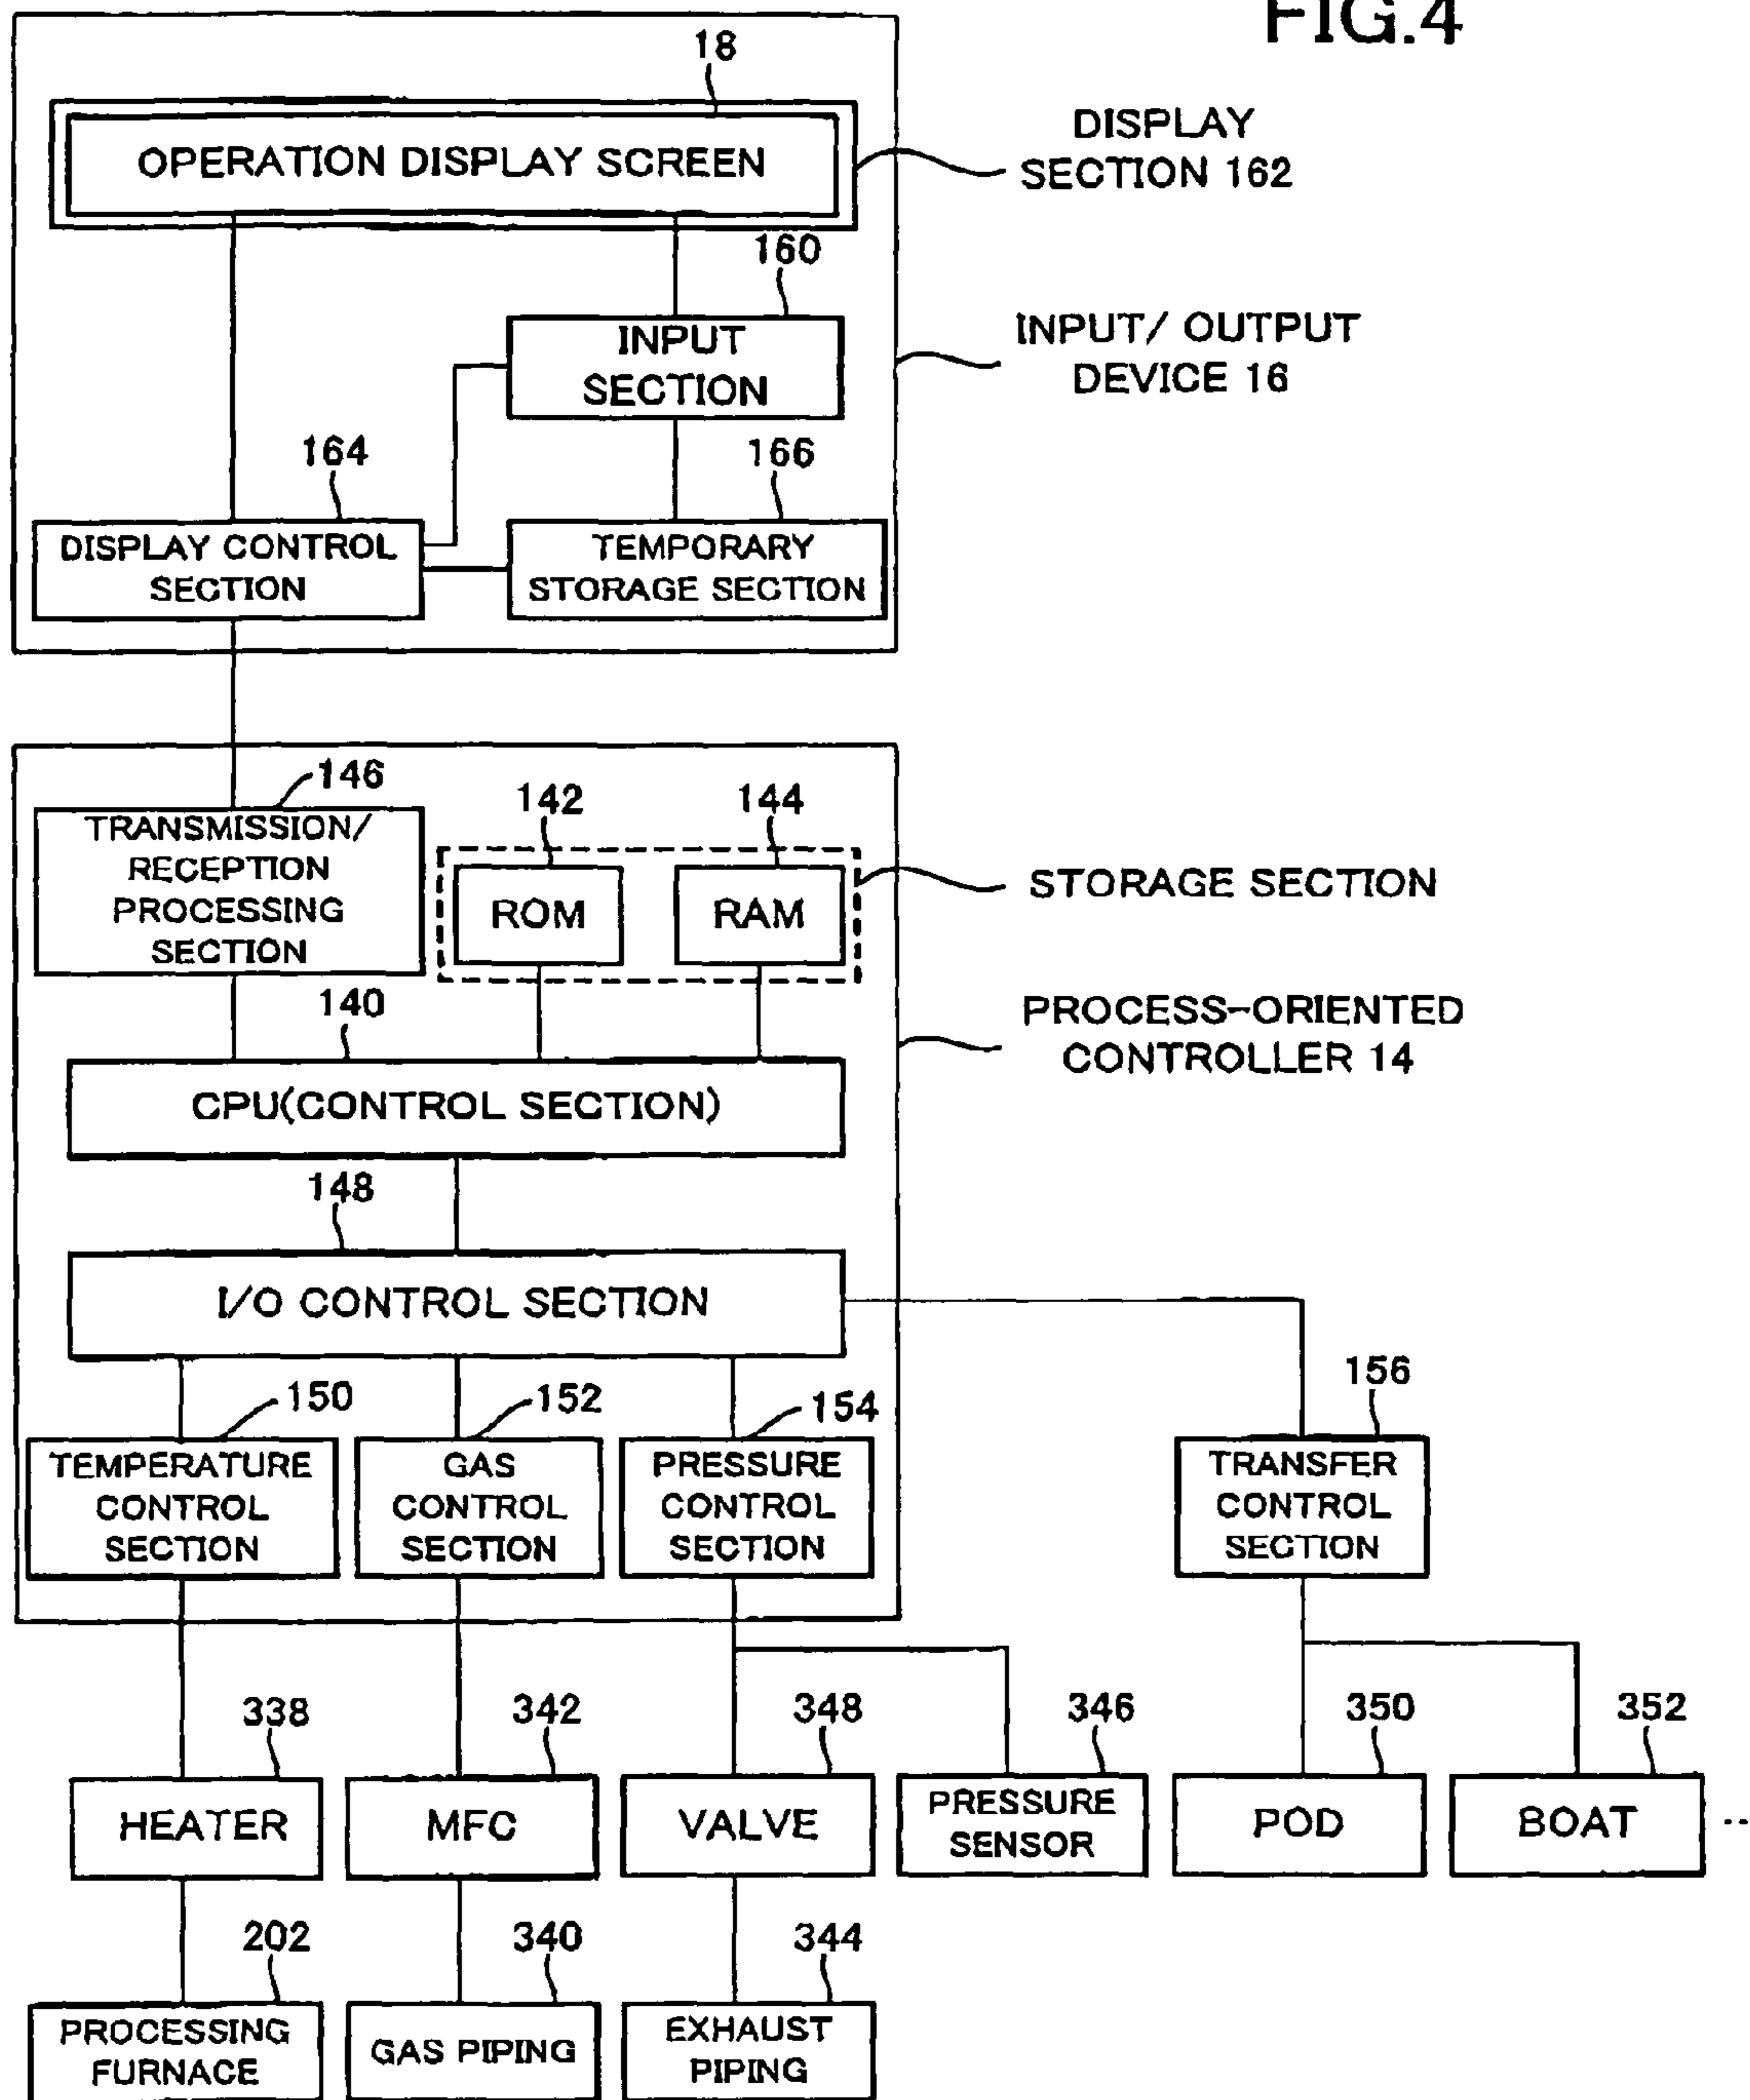 FIG.4
18
OPERATION DISPLAY SCREEN
DISPLAY
SECTION 162
160
INPUT
SECTION
INPUT/ OUTPUT
DEVICE 16
164
166
DISPLAY CONTROL
SECTION
TEMPORARY
STORAGE SECTION
146
142
144
TRANSMISSION/
RECEPTION
PROCESSING
SECTION
ROM
RAM
STORAGE SECTION
140
PROCESS-ORIENTED
CONTROLLER 14
CPU(CONTROL SECTION)
148
I/O CONTROL SECTION
150
152
154
156
TEMPERATURE
CONTROL
SECTION
GAS
CONTROL
SECTION
PRESSURE
CONTROL
SECTION
TRANSFER
CONTROL
SECTION
338
342
348
346
350
352
HEATER
MFC
VALVE
PRESSURE
SENSOR
POD
BOAT
..
202
340
344
PROCESSING
FURNACE
GAS PIPING
EXHAUST
PIPING